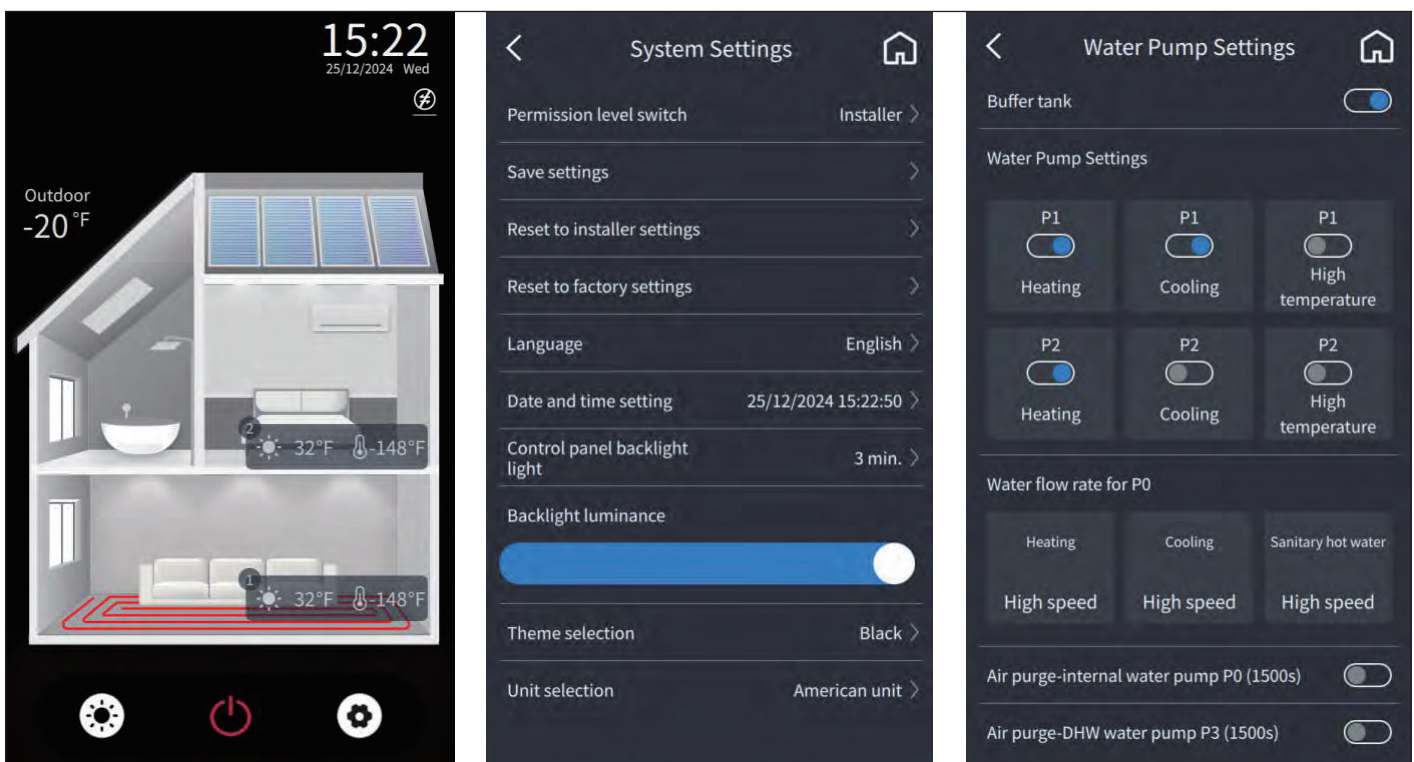 15:22
25/12/2024 Wed
Outdoor
-20 °F
2
32°F -148°F
1
32°F -148°F
System Settings
Permission level switch Installer
Save settings
Reset to installer settings
Reset to factory settings
Language English
Date and time setting 25/12/2024 15:22:50
Control panel backlight
light
3 min.
Backlight luminance
Theme selection Black
Unit selection American unit
Water Pump Settings
Buffer tank
Water Pump Settings
P1 P1 P1
Heating Cooling High
temperature
P2 P2 P2
Heating Cooling High
temperature
Water flow rate for P0
Heating Cooling Sanitary hot water
High speed High speed High speed
Air purge-internal water pump P0 (1500s)
Air purge-DHW water pump P3 (1500s)